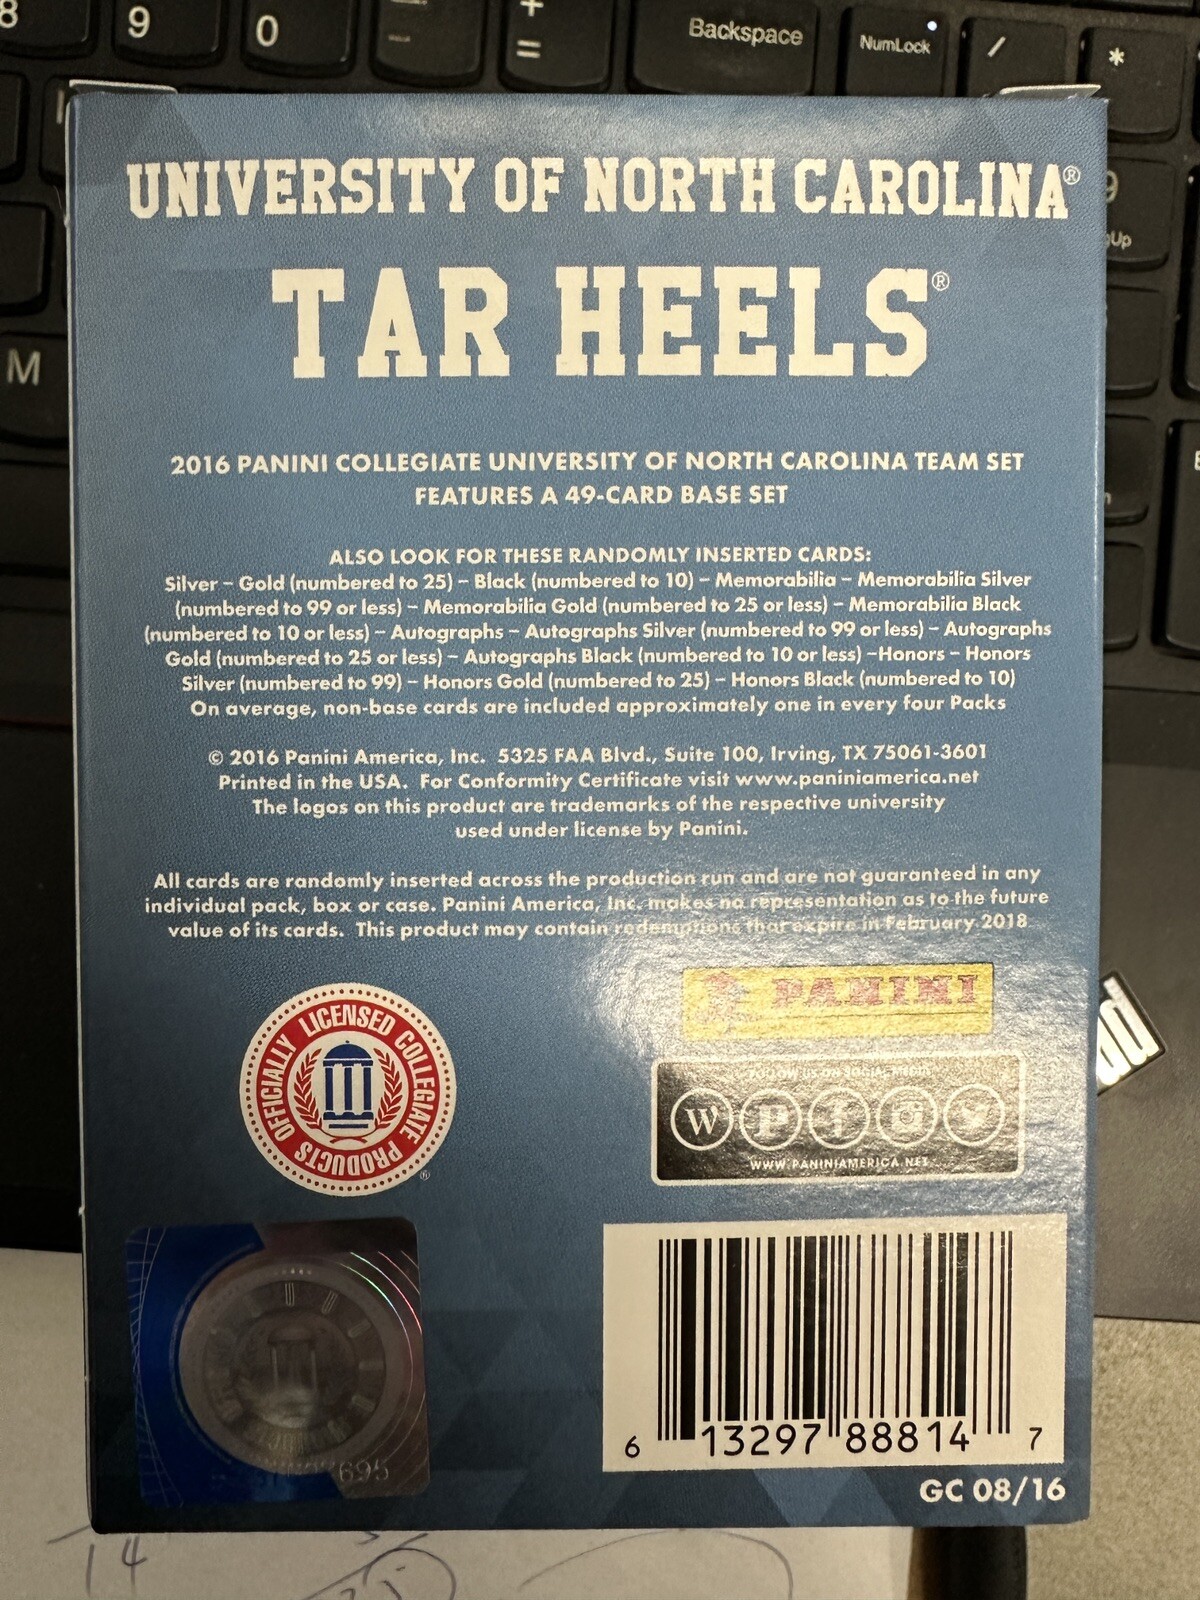 8
9
0
+
=
Backspace
NumLock
/
*
M
9
gUp
UNIVERSITY OF NORTH CAROLINA®
TAR HEELS®
2016 PANINI COLLEGIATE UNIVERSITY OF NORTH CAROLINA TEAM SET
FEATURES A 49-CARD BASE SET
ALSO LOOK FOR THESE RANDOMLY INSERTED CARDS:
Silver – Gold (numbered to 25) – Black (numbered to 10) – Memorabilia – Memorabilia Silver
(numbered to 99 or less) – Memorabilia Gold (numbered to 25 or less) – Memorabilia Black
(numbered to 10 or less) – Autographs – Autographs Silver (numbered to 99 or less) – Autographs
Gold (numbered to 25 or less) – Autographs Black (numbered to 10 or less) –Honors – Honors
Silver (numbered to 99) – Honors Gold (numbered to 25) – Honors Black (numbered to 10)
On average, non-base cards are included approximately one in every four Packs
© 2016 Panini America, Inc. 5325 FAA Blvd., Suite 100, Irving, TX 75061-3601
Printed in the USA. For Conformity Certificate visit www.paniniamerica.net
The logos on this product are trademarks of the respective university
used under license by Panini.
All cards are randomly inserted across the production run and are not guaranteed in any
individual pack, box or case. Panini America, Inc. makes no representation as to the future
value of its cards. This product may contain redemptions that expire in February 2018
PANINI
OFFICIALLY LICENSED COLLEGIATE PRODUCTS
®
FOLLOW US ON SOCIAL MEDIA
WWW.PANINIAMERICA.NET
695
6 13297 88814 7
GC 08/16
14